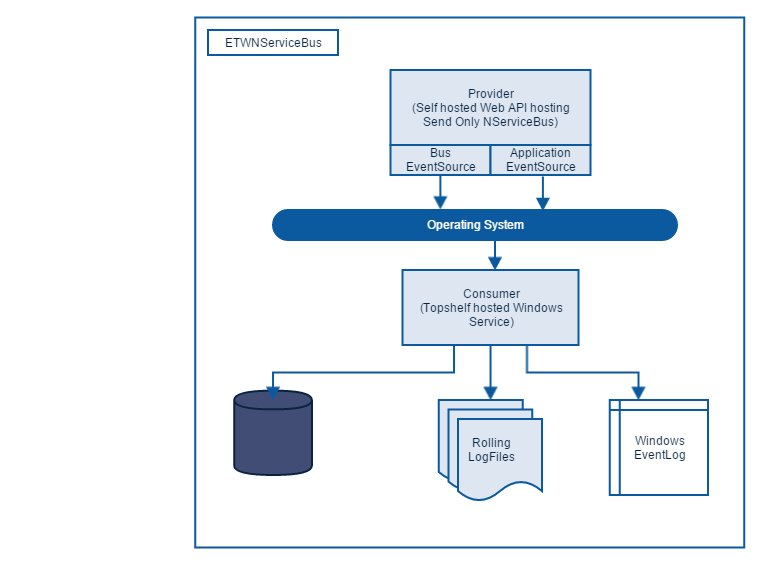 ETWNServiceBus
Provider
(Self hosted Web API hosting
Send Only NServiceBus)
Bus
EventSource
Application
EventSource
Operating System
Consumer
(Topshelf hosted Windows
Service)
Rolling
LogFiles
Windows
EventLog